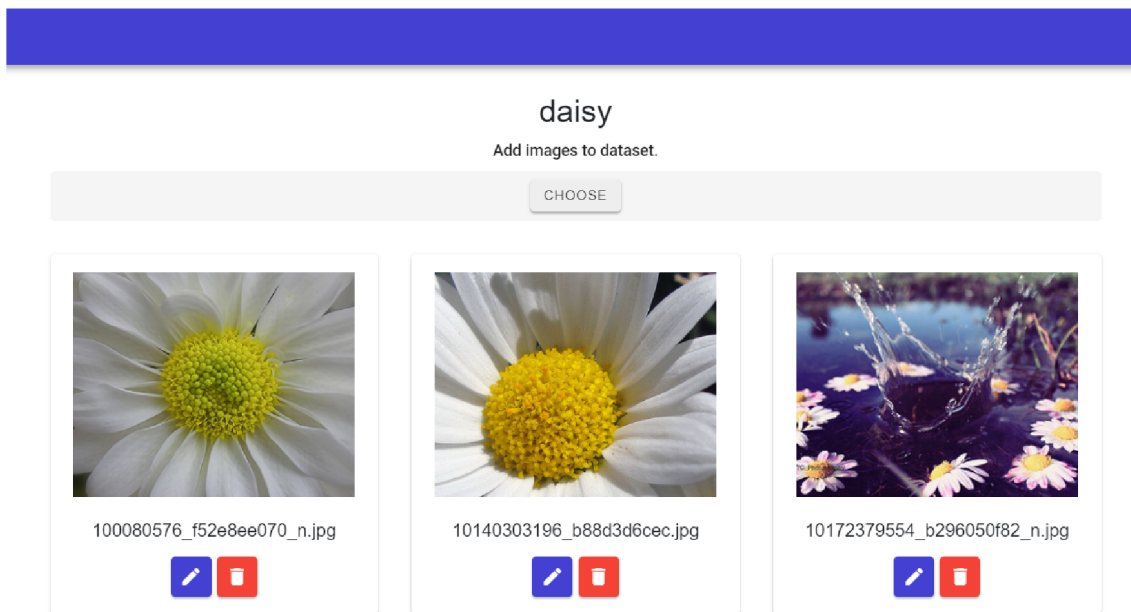 daisy
Add images to dataset.
CHOOSE
100080576_f52e8ee070_n.jpg
10140303196_b88d3d6cec.jpg
10172379554_b296050f82_n.jpg